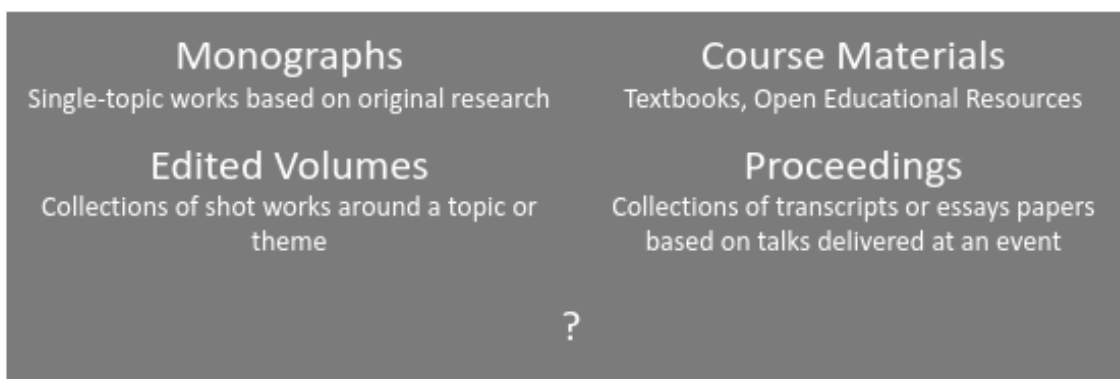 Monographs
Single-topic works based on original research
Course Materials
Textbooks, Open Educational Resources
Edited Volumes
Collections of shot works around a topic or
theme
Proceedings
Collections of transcripts or essays papers
based on talks delivered at an event
?